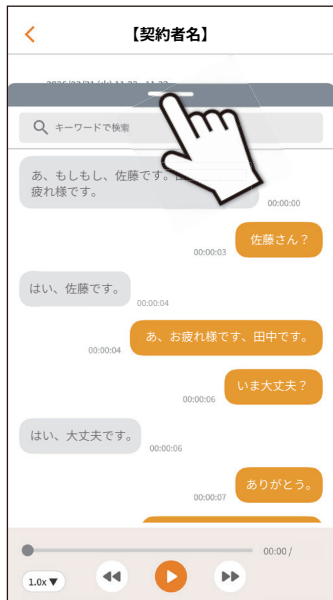 【契約者名】
キーワードで検索
あ、もしもし、佐藤です。
疲れ様です。
00:00:00
佐藤さん？
00:00:03
はい、佐藤です。
00:00:04
あ、お疲れ様です、田中です。
00:00:04
いま大丈夫？
00:00:06
はい、大丈夫です。
00:00:06
ありがとう。
00:00:07
00:00 /
1.0x▼